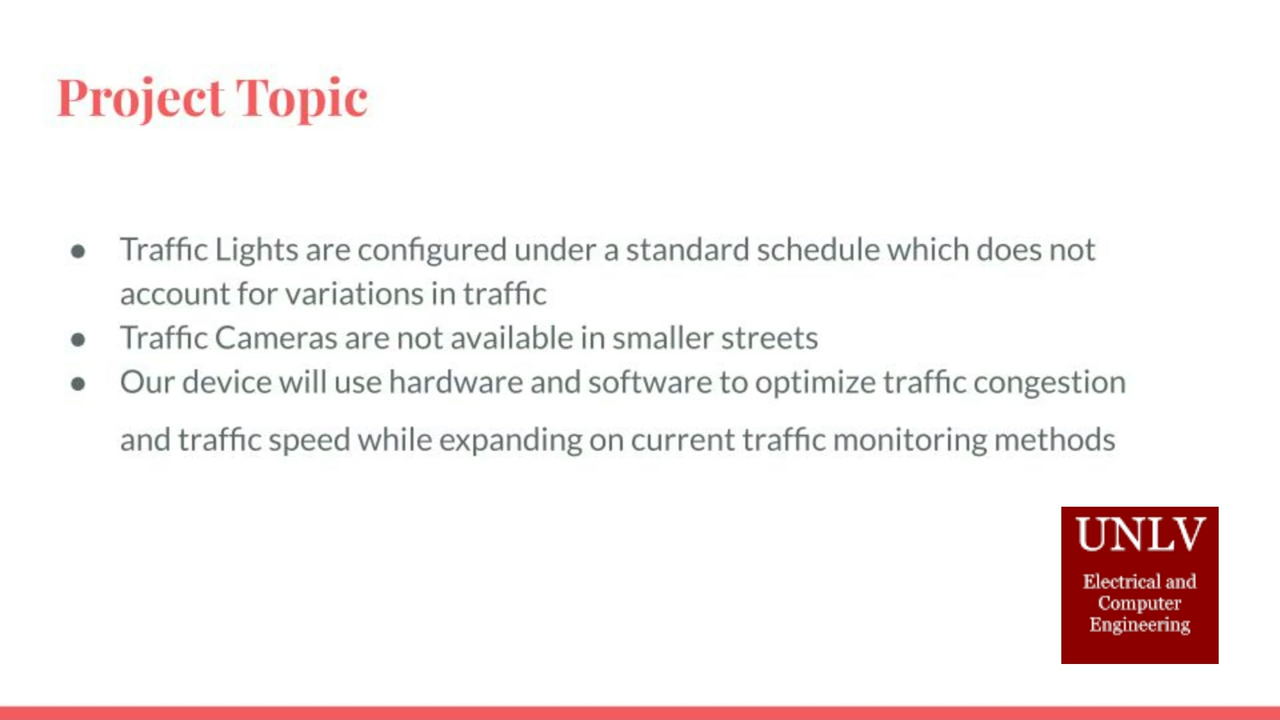 Project Topic
● Traffic Lights are configured under a standard schedule which does not
account for variations in traffic
● Traffic Cameras are not available in smaller streets
● Our device will use hardware and software to optimize traffic congestion
and traffic speed while expanding on current traffic monitoring methods
UNLV
Electrical and
Computer
Engineering